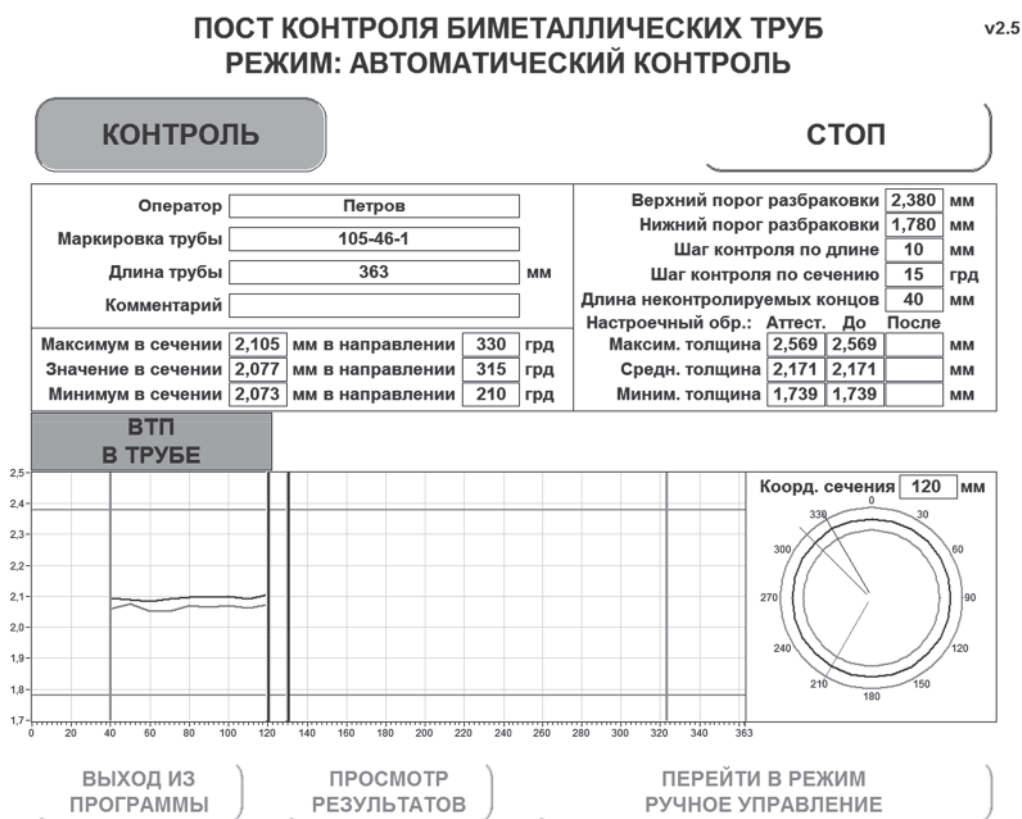 ПОСТ КОНТРОЛЯ БИМЕТАЛЛИЧЕСКИХ ТРУБ
v2.5
РЕЖИМ: АВТОМАТИЧЕСКИЙ КОНТРОЛЬ
КОНТРОЛЬ
СТОП
Оператор Петров
Маркировка трубы 105-46-1
Длина трубы 363 мм
Комментарий
Верхний порог разбраковки 2,380 мм
Нижний порог разбраковки 1,780 мм
Шаг контроля по длине 10 мм
Шаг контроля по сечению 15 грд
Длина неконтролируемых концов 40 мм
Настроечный обр.: Аттест. До После
Максим. толщина 2,569 2,569 мм
Средн. толщина 2,171 2,171 мм
Миним. толщина 1,739 1,739 мм
Максимум в сечении 2,105 мм в направлении 330 грд
Значение в сечении 2,077 мм в направлении 315 грд
Минимум в сечении 2,073 мм в направлении 210 грд
ВТП
В ТРУБЕ
2,5
2,4
2,3
2,2
2,1
2,0
1,9
1,8
1,7
0 20 40 60 80 100 120 140 160 180 200 220 240 260 280 300 320 340 363
Коорд. сечения 120 мм
0
330 30
300 60
270 90
240 120
210 150
180
ВЫХОД ИЗ
ПРОГРАММЫ
ПРОСМОТР
РЕЗУЛЬТАТОВ
ПЕРЕЙТИ В РЕЖИМ
РУЧНОЕ УПРАВЛЕНИЕ